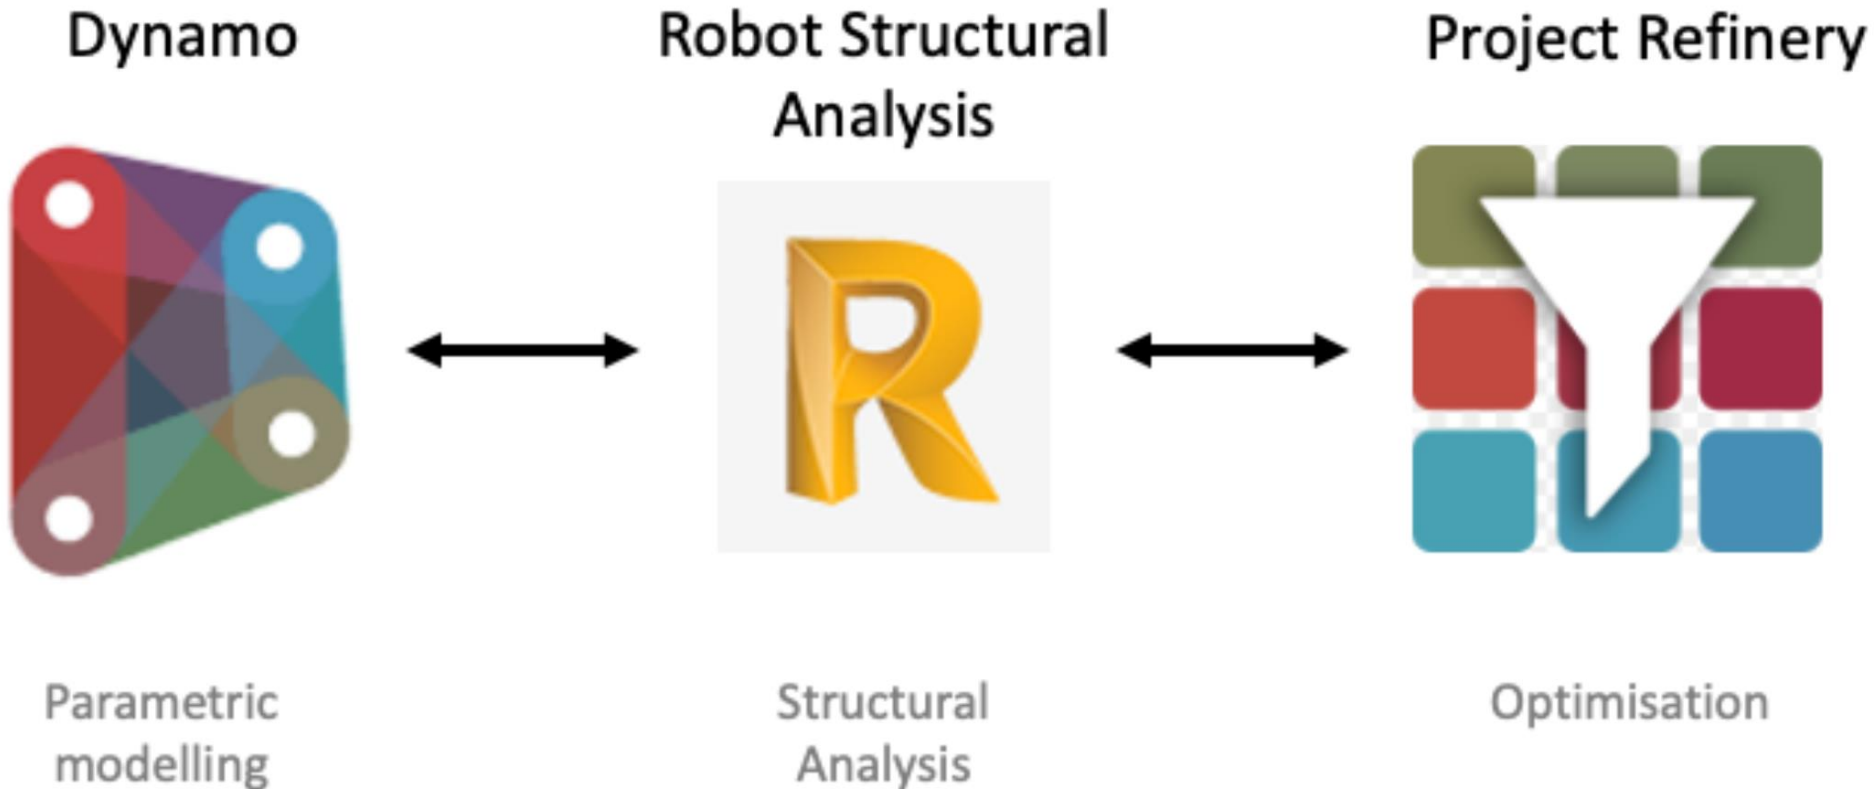 Dynamo
Robot Structural
Analysis
Project Refinery
Parametric
modelling
Structural
Analysis
Optimisation